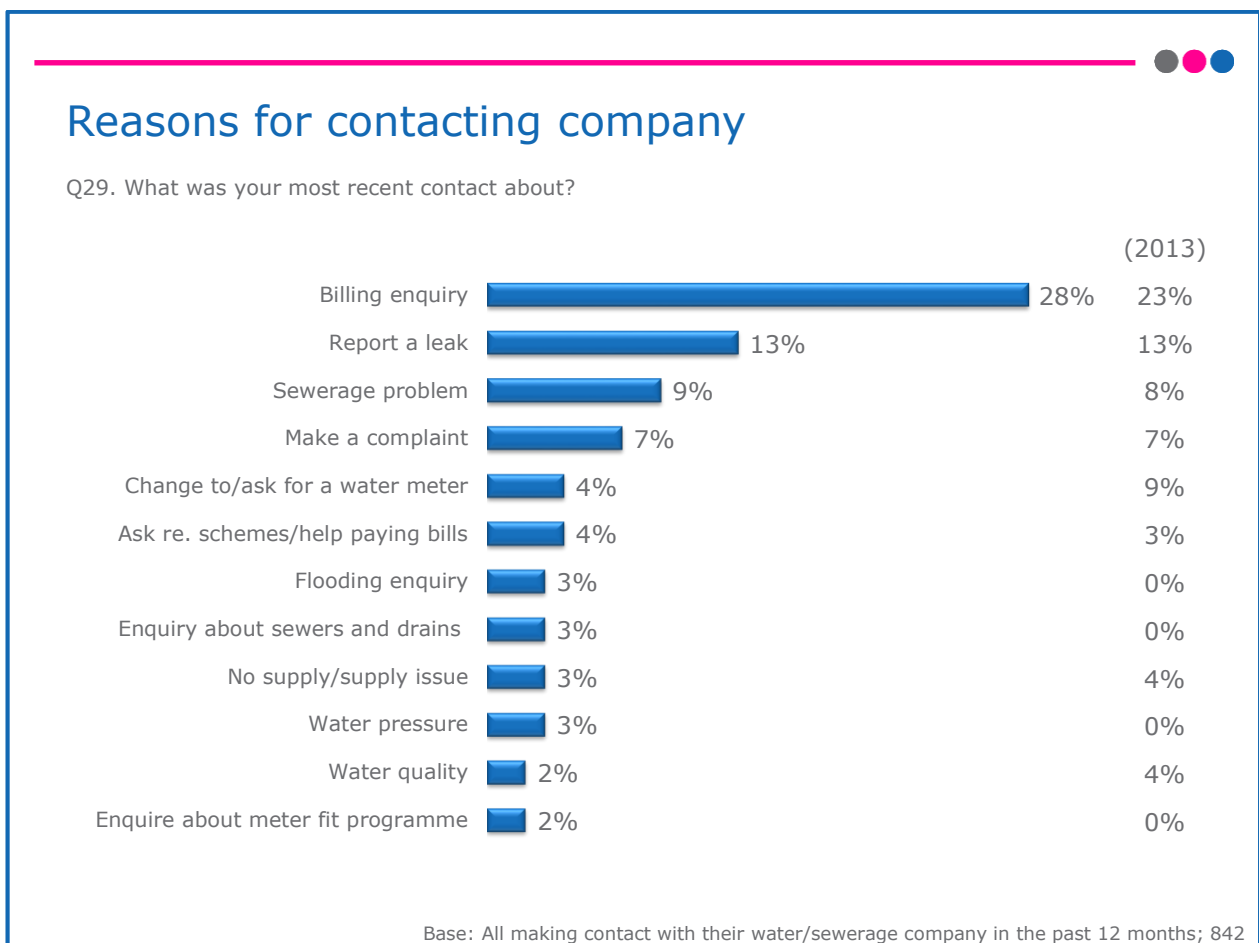 Reasons for contacting company
Q29. What was your most recent contact about?
(2013)
Billing enquiry 28% 23%
Report a leak 13% 13%
Sewerage problem 9% 8%
Make a complaint 7% 7%
Change to/ask for a water meter 4% 9%
Ask re. schemes/help paying bills 4% 3%
Flooding enquiry 3% 0%
Enquiry about sewers and drains 3% 0%
No supply/supply issue 3% 4%
Water pressure 3% 0%
Water quality 2% 4%
Enquire about meter fit programme 2% 0%
Base: All making contact with their water/sewerage company in the past 12 months; 842